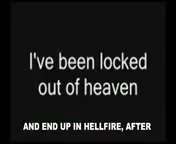 I've been locked
out of heaven
AND END UP IN HELLFIRE, AFTER